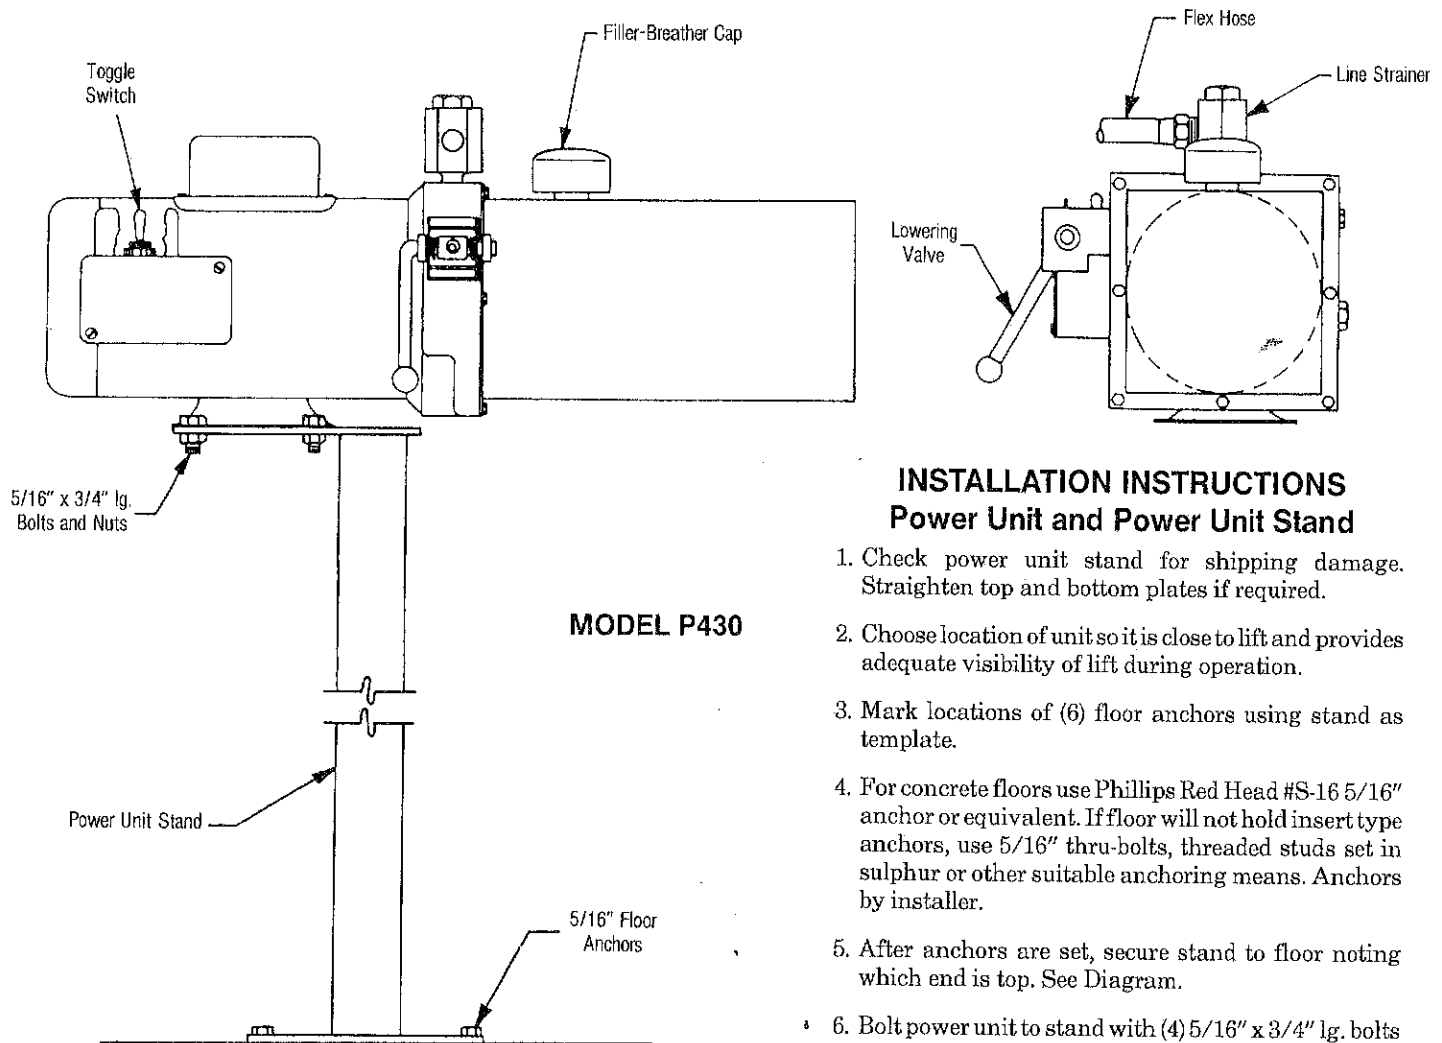 Filler-Breather Cap
Toggle
Switch
5/16" x 3/4" lg.
Bolts and Nuts
Power Unit Stand
5/16" Floor
Anchors
MODEL P430
Flex Hose
Line Strainer
Lowering
Valve
INSTALLATION INSTRUCTIONS
Power Unit and Power Unit Stand
1. Check power unit stand for shipping damage.
Straighten top and bottom plates if required.
2. Choose location of unit so it is close to lift and provides
adequate visibility of lift during operation.
3. Mark locations of (6) floor anchors using stand as
template.
4. For concrete floors use Phillips Red Head #S-16 5/16"
anchor or equivalent. If floor will not hold insert type
anchors, use 5/16" thru-bolts, threaded studs set in
sulphur or other suitable anchoring means. Anchors
by installer.
5. After anchors are set, secure stand to floor noting
which end is top. See Diagram.
6. Bolt power unit to stand with (4) 5/16" x 3/4" lg. bolts